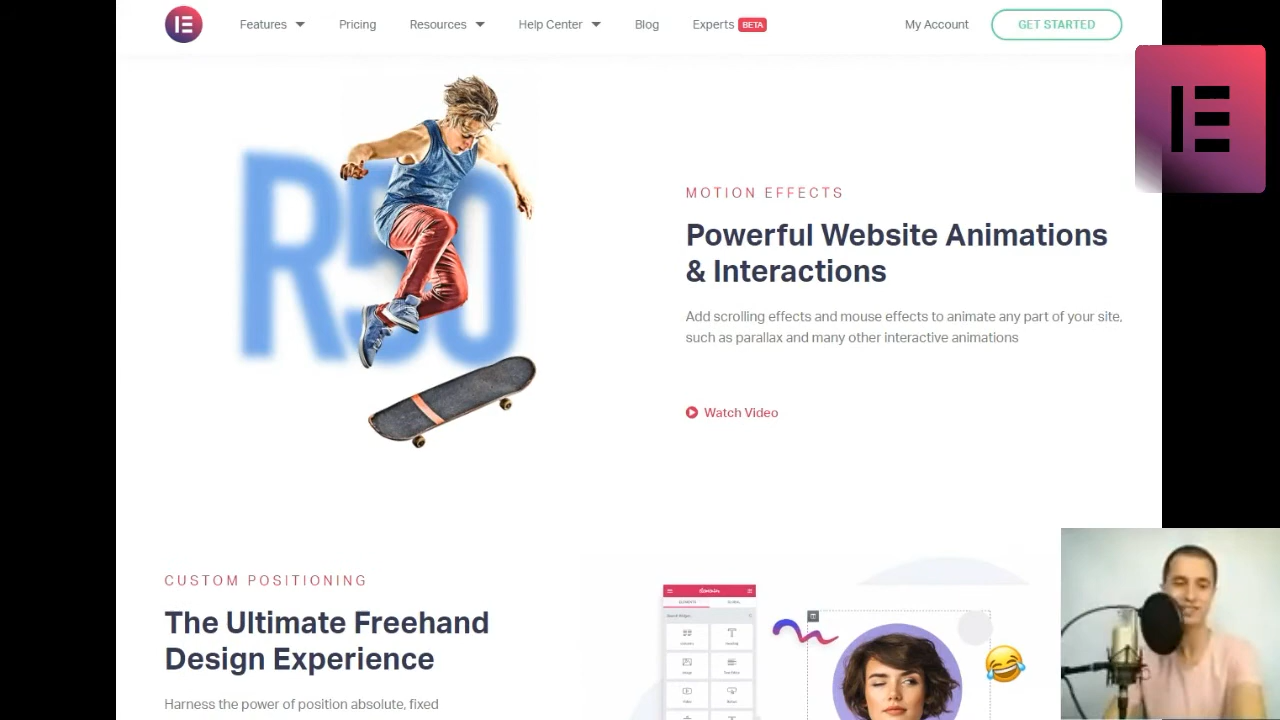 Features
Pricing
Resources
Help Center
Blog
Experts BETA
My Account
GET STARTED
R50
MOTION EFFECTS
Powerful Website Animations
& Interactions
Add scrolling effects and mouse effects to animate any part of your site,
such as parallax and many other interactive animations
Watch Video
CUSTOM POSITIONING
The Ultimate Freehand
Design Experience
Harness the power of position absolute, fixed